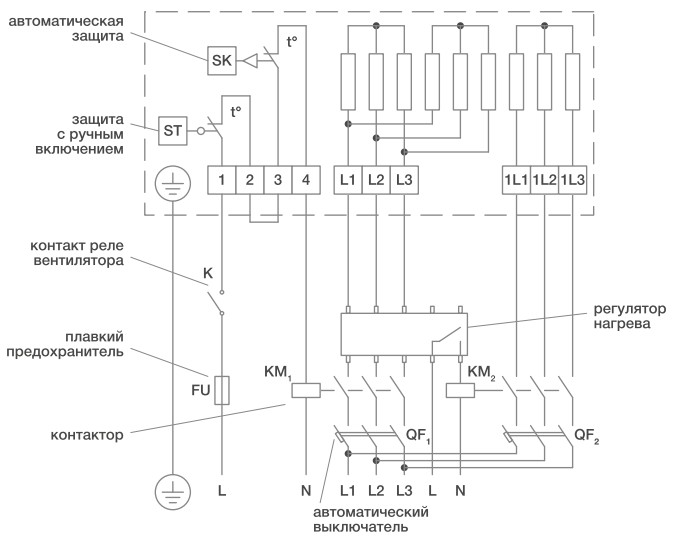 автоматическая
защита
t°
SK
защита
с ручным
включением
t°
ST
1 2 3 4 L1 L2 L3 1L1 1L2 1L3
контакт реле
вентилятора
K
регулятор
нагрева
плавкий
предохранитель
FU
KM1
KM2
контактор
QF1
QF2
L N L1 L2 L3 L N
автоматический
выключатель